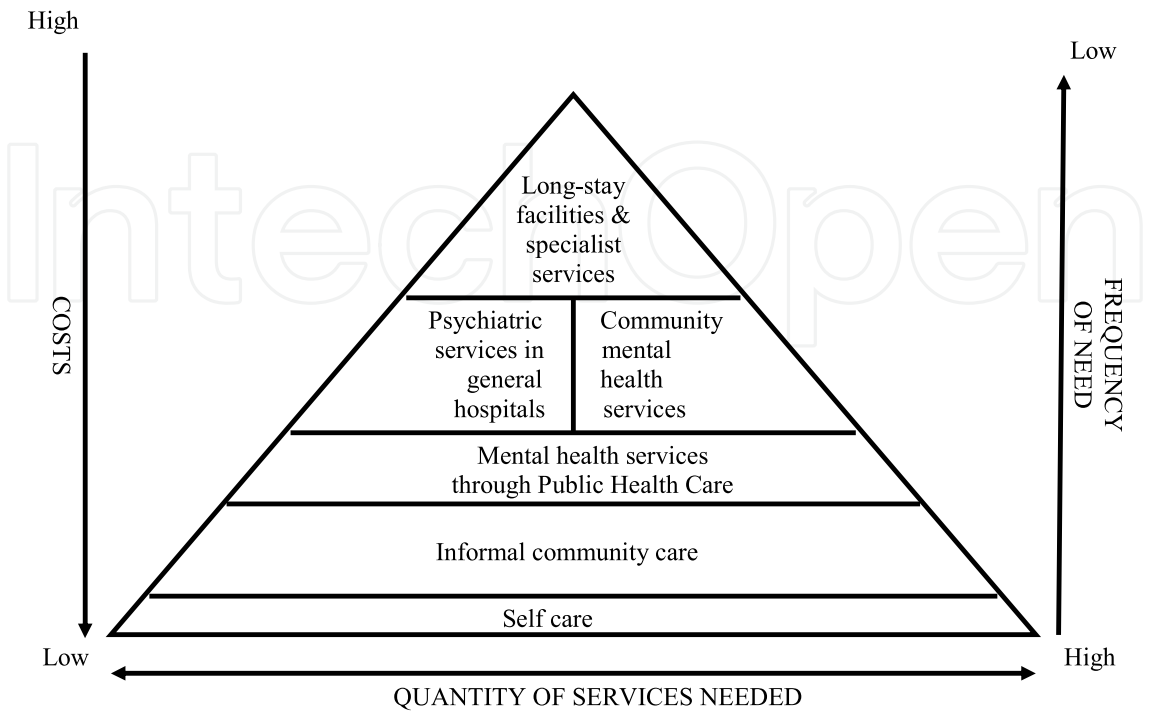 High
Low
IntechOpen
Long-stay
facilities &
specialist
services
COSTS
FREQUENCY
OF NEED
Psychiatric
services in
general
hospitals
Community
mental
health
services
Mental health services
through Public Health Care
Informal community care
Self care
Low
High
QUANTITY OF SERVICES NEEDED